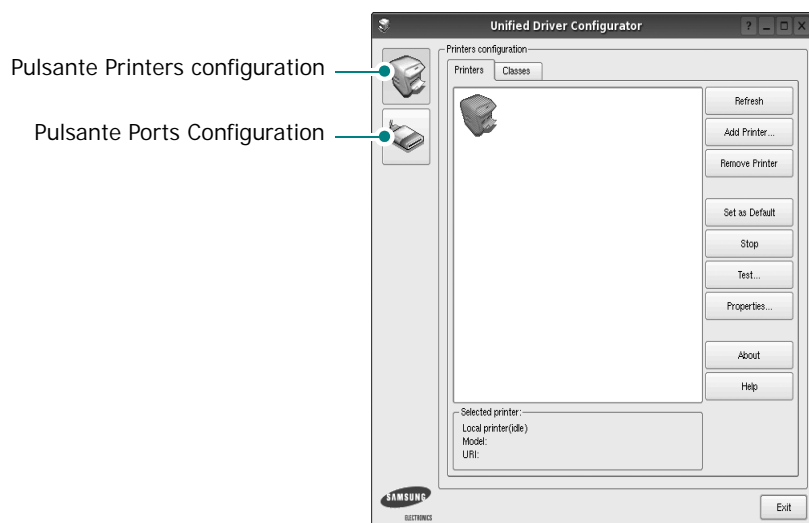 Unified Driver Configurator
Pulsante Printers configuration
Pulsante Ports Configuration
Printers configuration
Printers
Classes
Refresh
Add Printer...
Remove Printer
Set as Default
Stop
Test...
Properties...
About
Help
Selected printer:
Local printer(idle)
Model:
URI:
SAMSUNG
ELECTRONICS
Exit